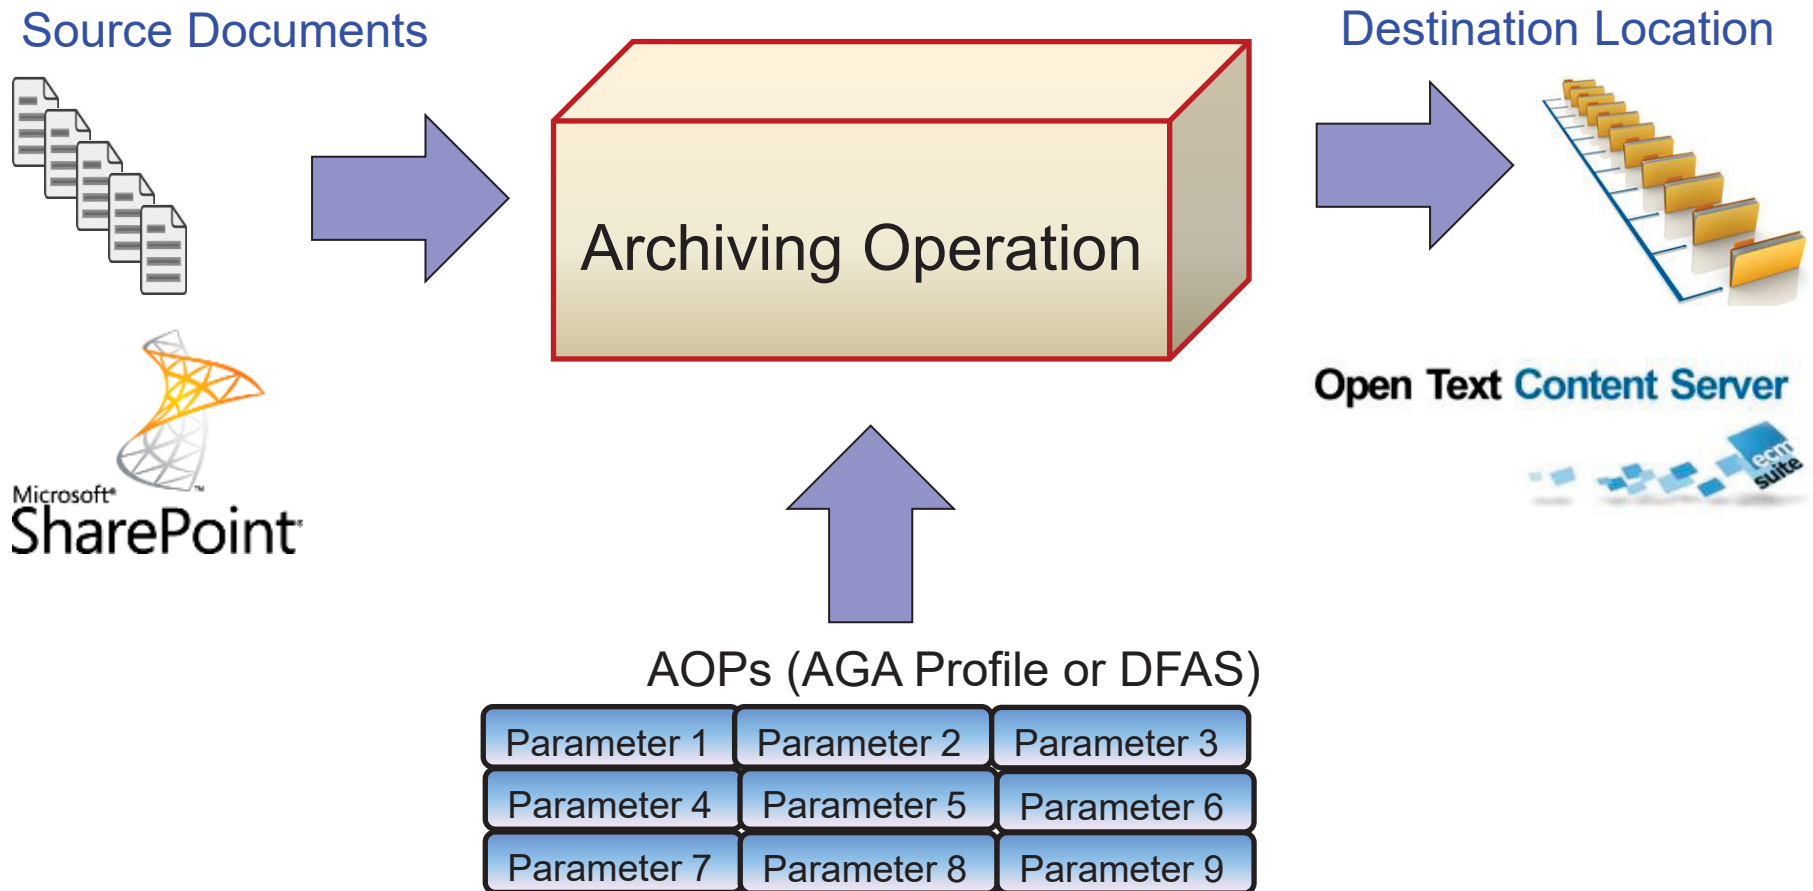 Source Documents
Destination Location
Archiving Operation
Microsoft®
SharePoint®
™
Open Text Content Server
ecm
suite
AOPs (AGA Profile or DFAS)
Parameter 1
Parameter 2
Parameter 3
Parameter 4
Parameter 5
Parameter 6
Parameter 7
Parameter 8
Parameter 9